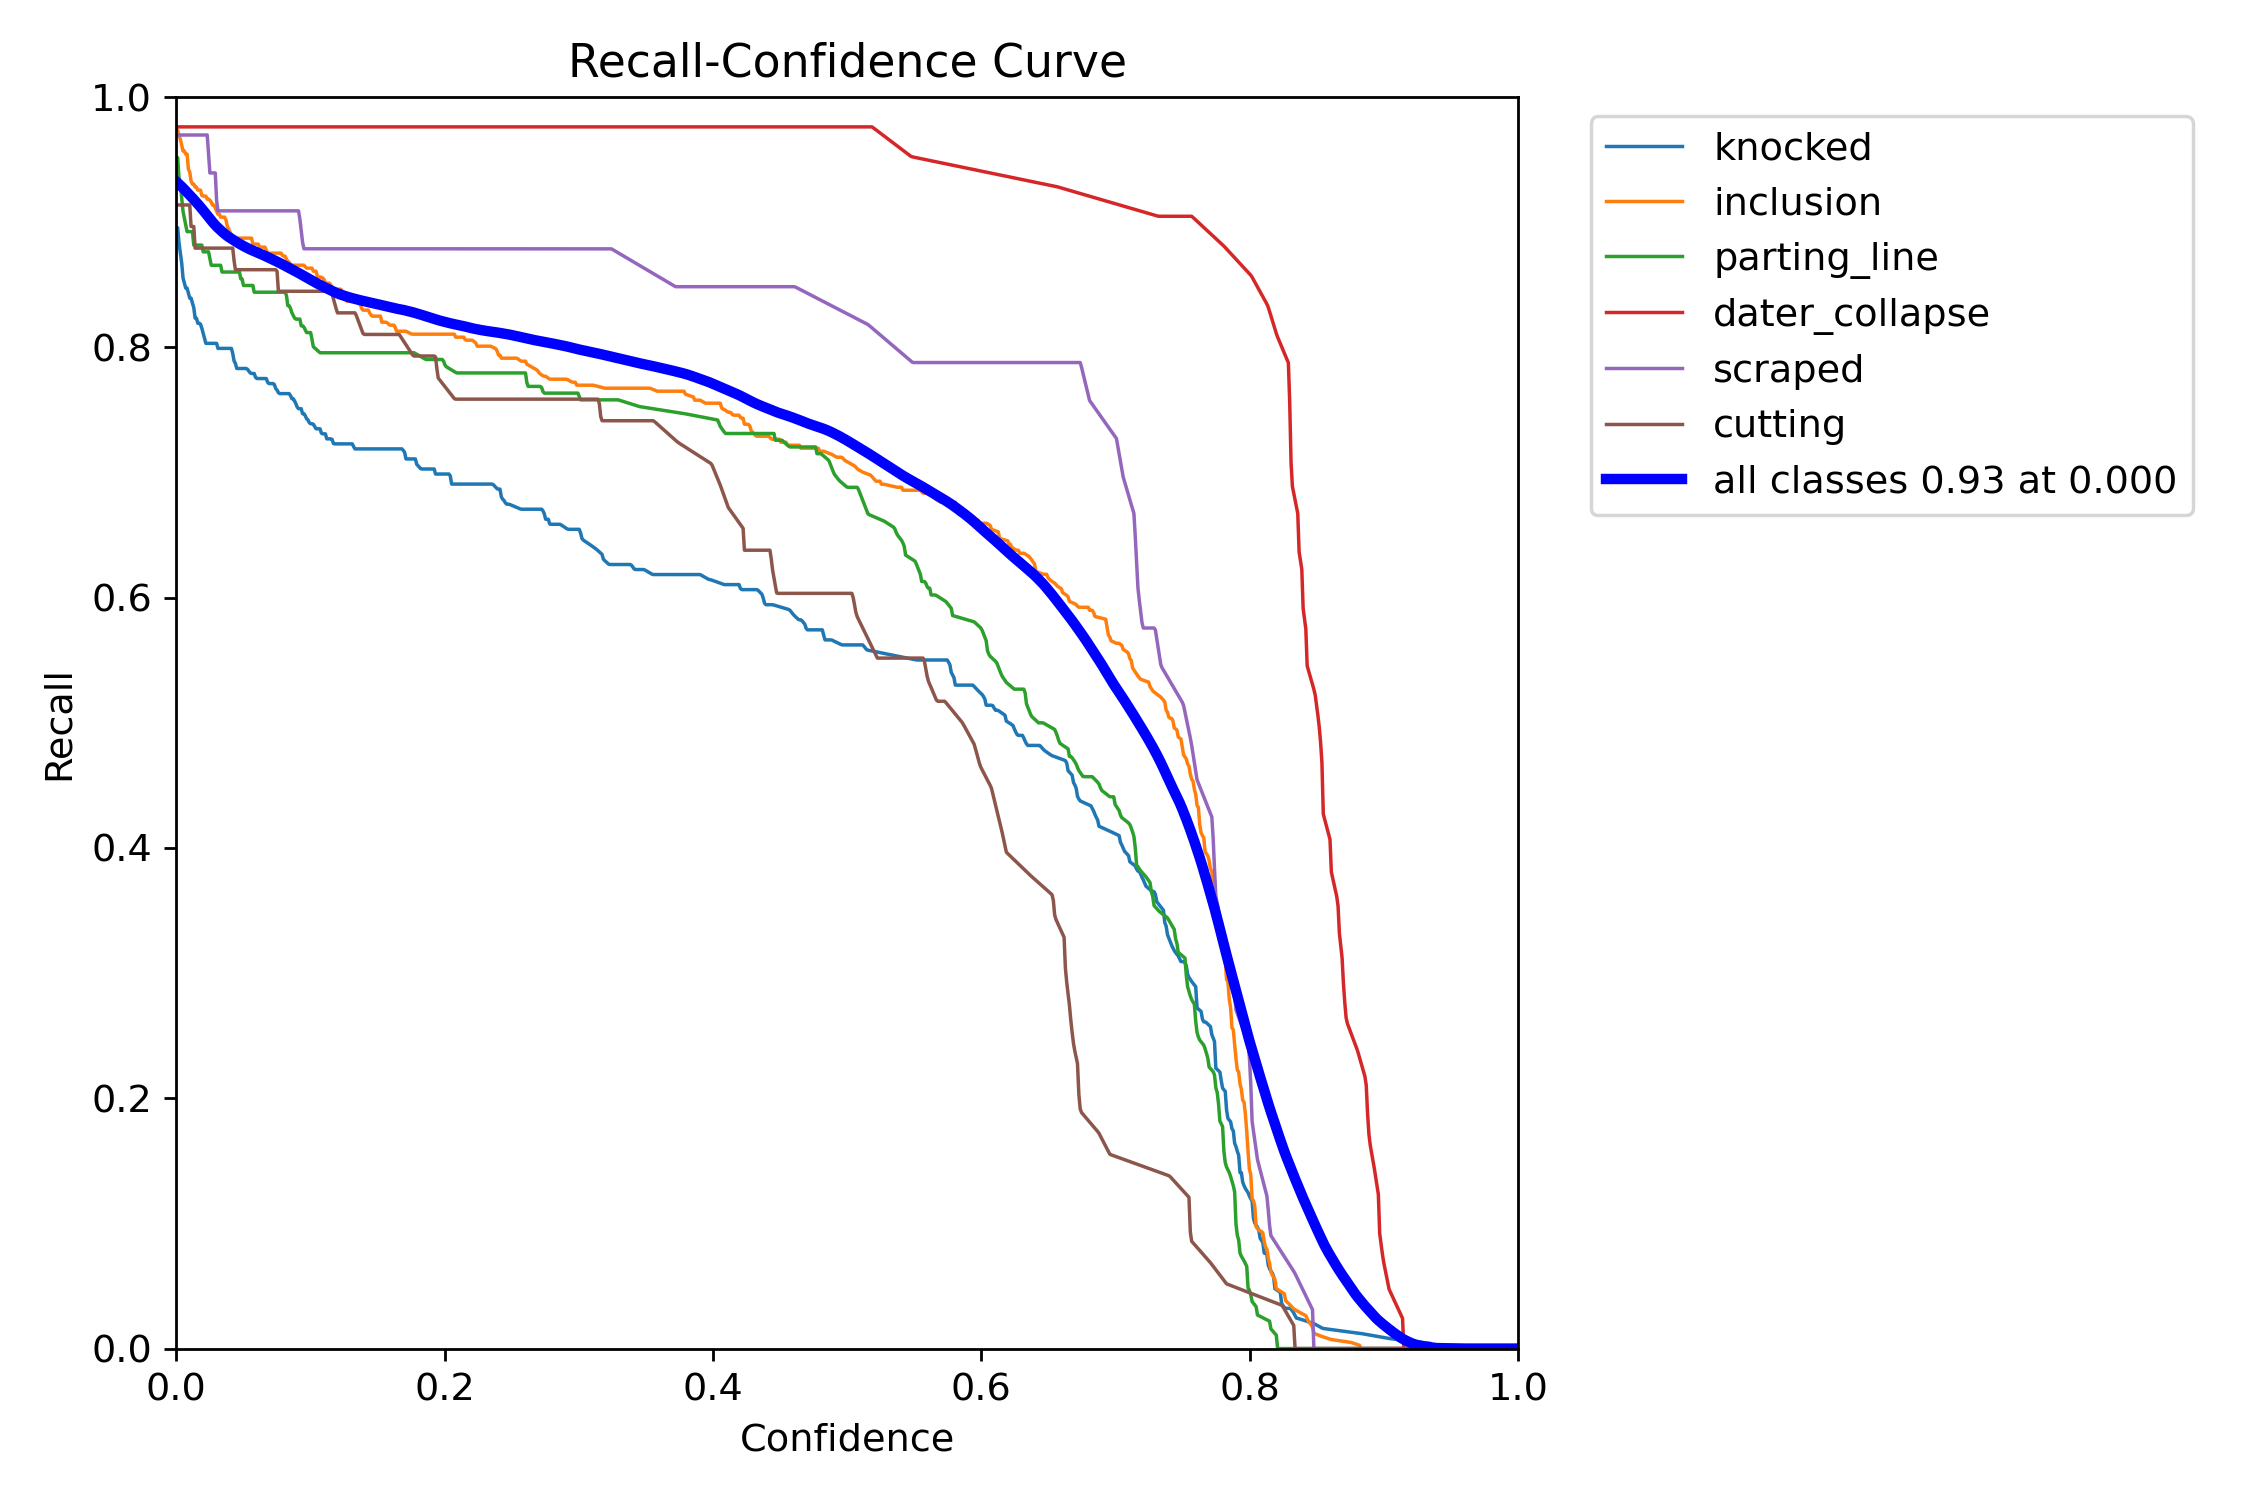 Recall-Confidence Curve
1.0
0.8
0.6
0.4
0.2
0.0
Recall
0.0 0.2 0.4 0.6 0.8 1.0
Confidence
knocked
inclusion
parting_line
dater_collapse
scraped
cutting
all classes 0.93 at 0.000